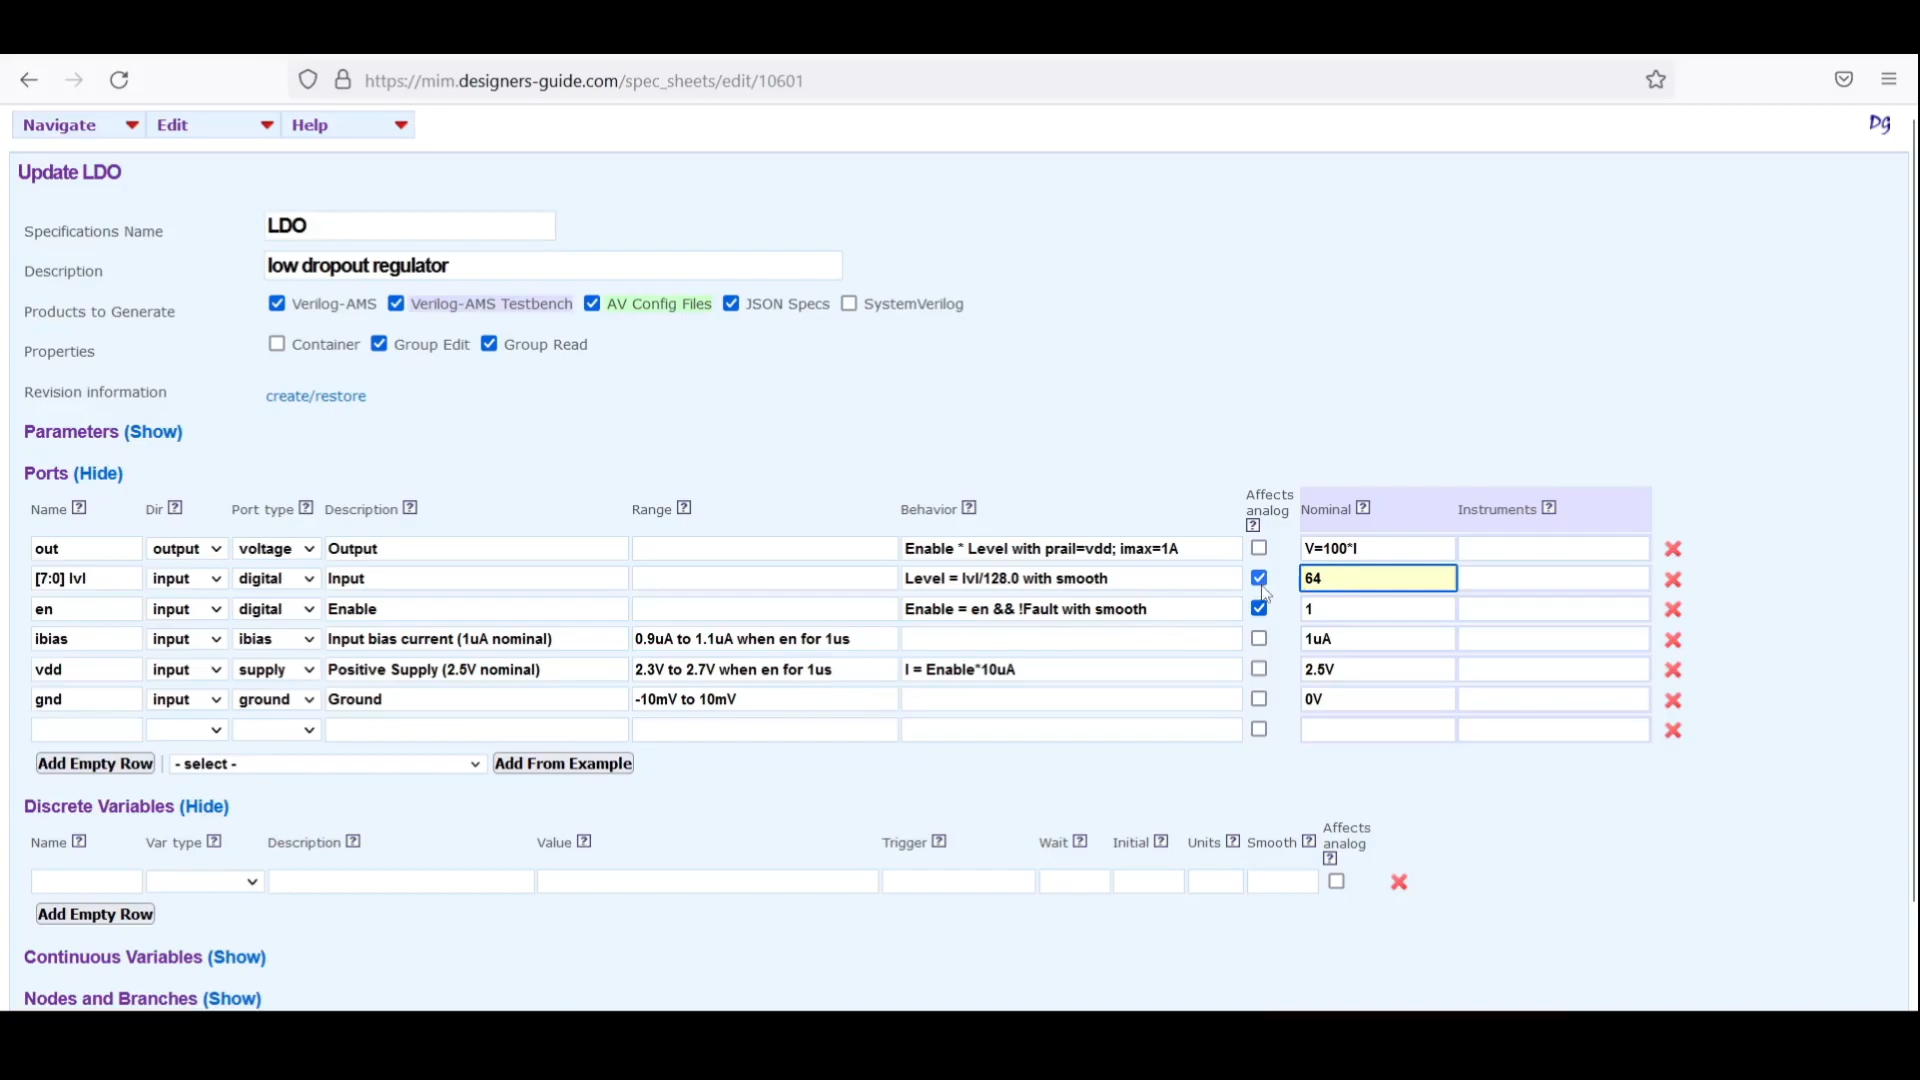 https://mim.designers-guide.com/spec_sheets/edit/10601
Navigate Edit Help
Dg
Update LDO
Specifications Name LDO
Description low dropout regulator
Products to Generate Verilog-AMS Verilog-AMS Testbench AV Config Files JSON Specs SystemVerilog
Properties Container Group Edit Group Read
Revision information create/restore
Parameters (Show)
Ports (Hide)
Name ? Dir ? Port type ? Description ? Range ? Behavior ? Affects analog ? Nominal ? Instruments ?
out output voltage Output Enable * Level with prail=vdd; imax=1A V=100*I
[7:0] lvl input digital Input Level = lvl/128.0 with smooth 64
en input digital Enable Enable = en && !Fault with smooth 1
ibias input ibias Input bias current (1uA nominal) 0.9uA to 1.1uA when en for 1us 1uA
vdd input supply Positive Supply (2.5V nominal) 2.3V to 2.7V when en for 1us I = Enable*10uA 2.5V
gnd input ground Ground -10mV to 10mV 0V
Add Empty Row | - select - Add From Example
Discrete Variables (Hide)
Name ? Var type ? Description ? Value ? Trigger ? Wait ? Initial ? Units ? Smooth ? Affects analog ?
Add Empty Row
Continuous Variables (Show)
Nodes and Branches (Show)